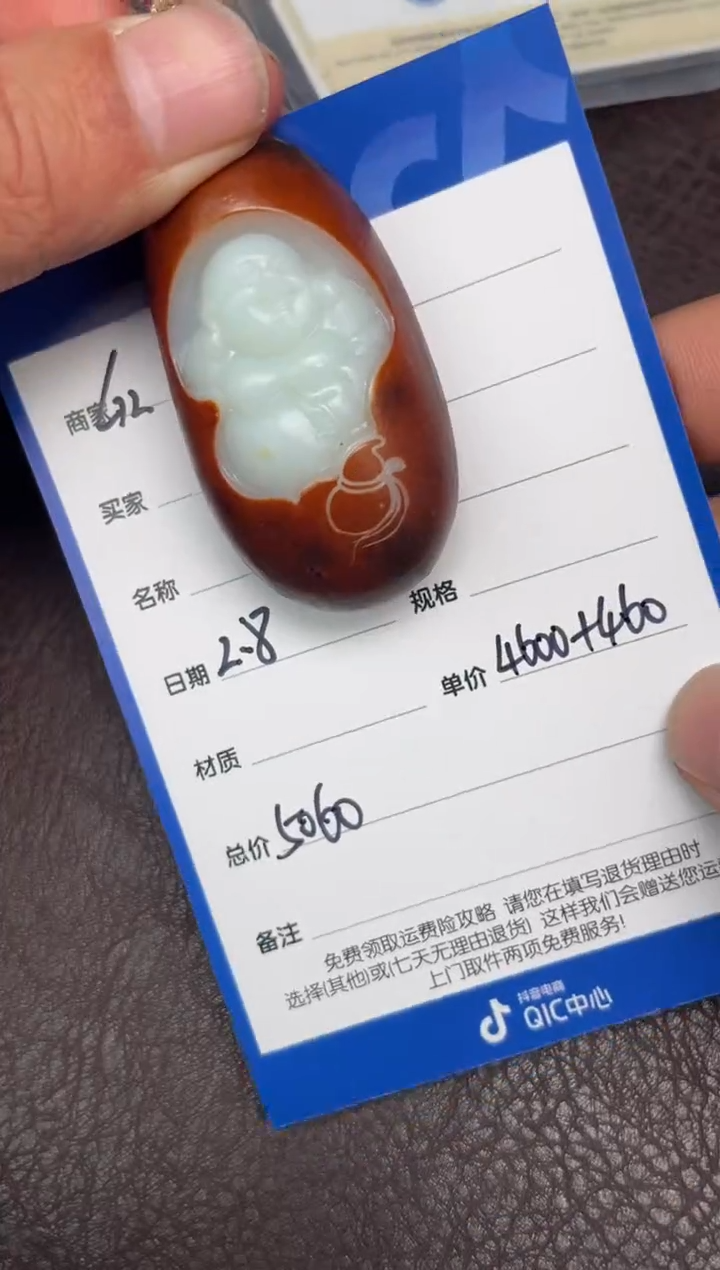 商家
买家
名称
规格
日期 2.8
单价 4600+460
材质
总价 5060
备注
免费领取运费险攻略 请您在填写退货理由时
选择(其他)或(七天无理由退货) 这样我们会赠送您运
上门取件两项免费服务!
抖音电商
QIC中心